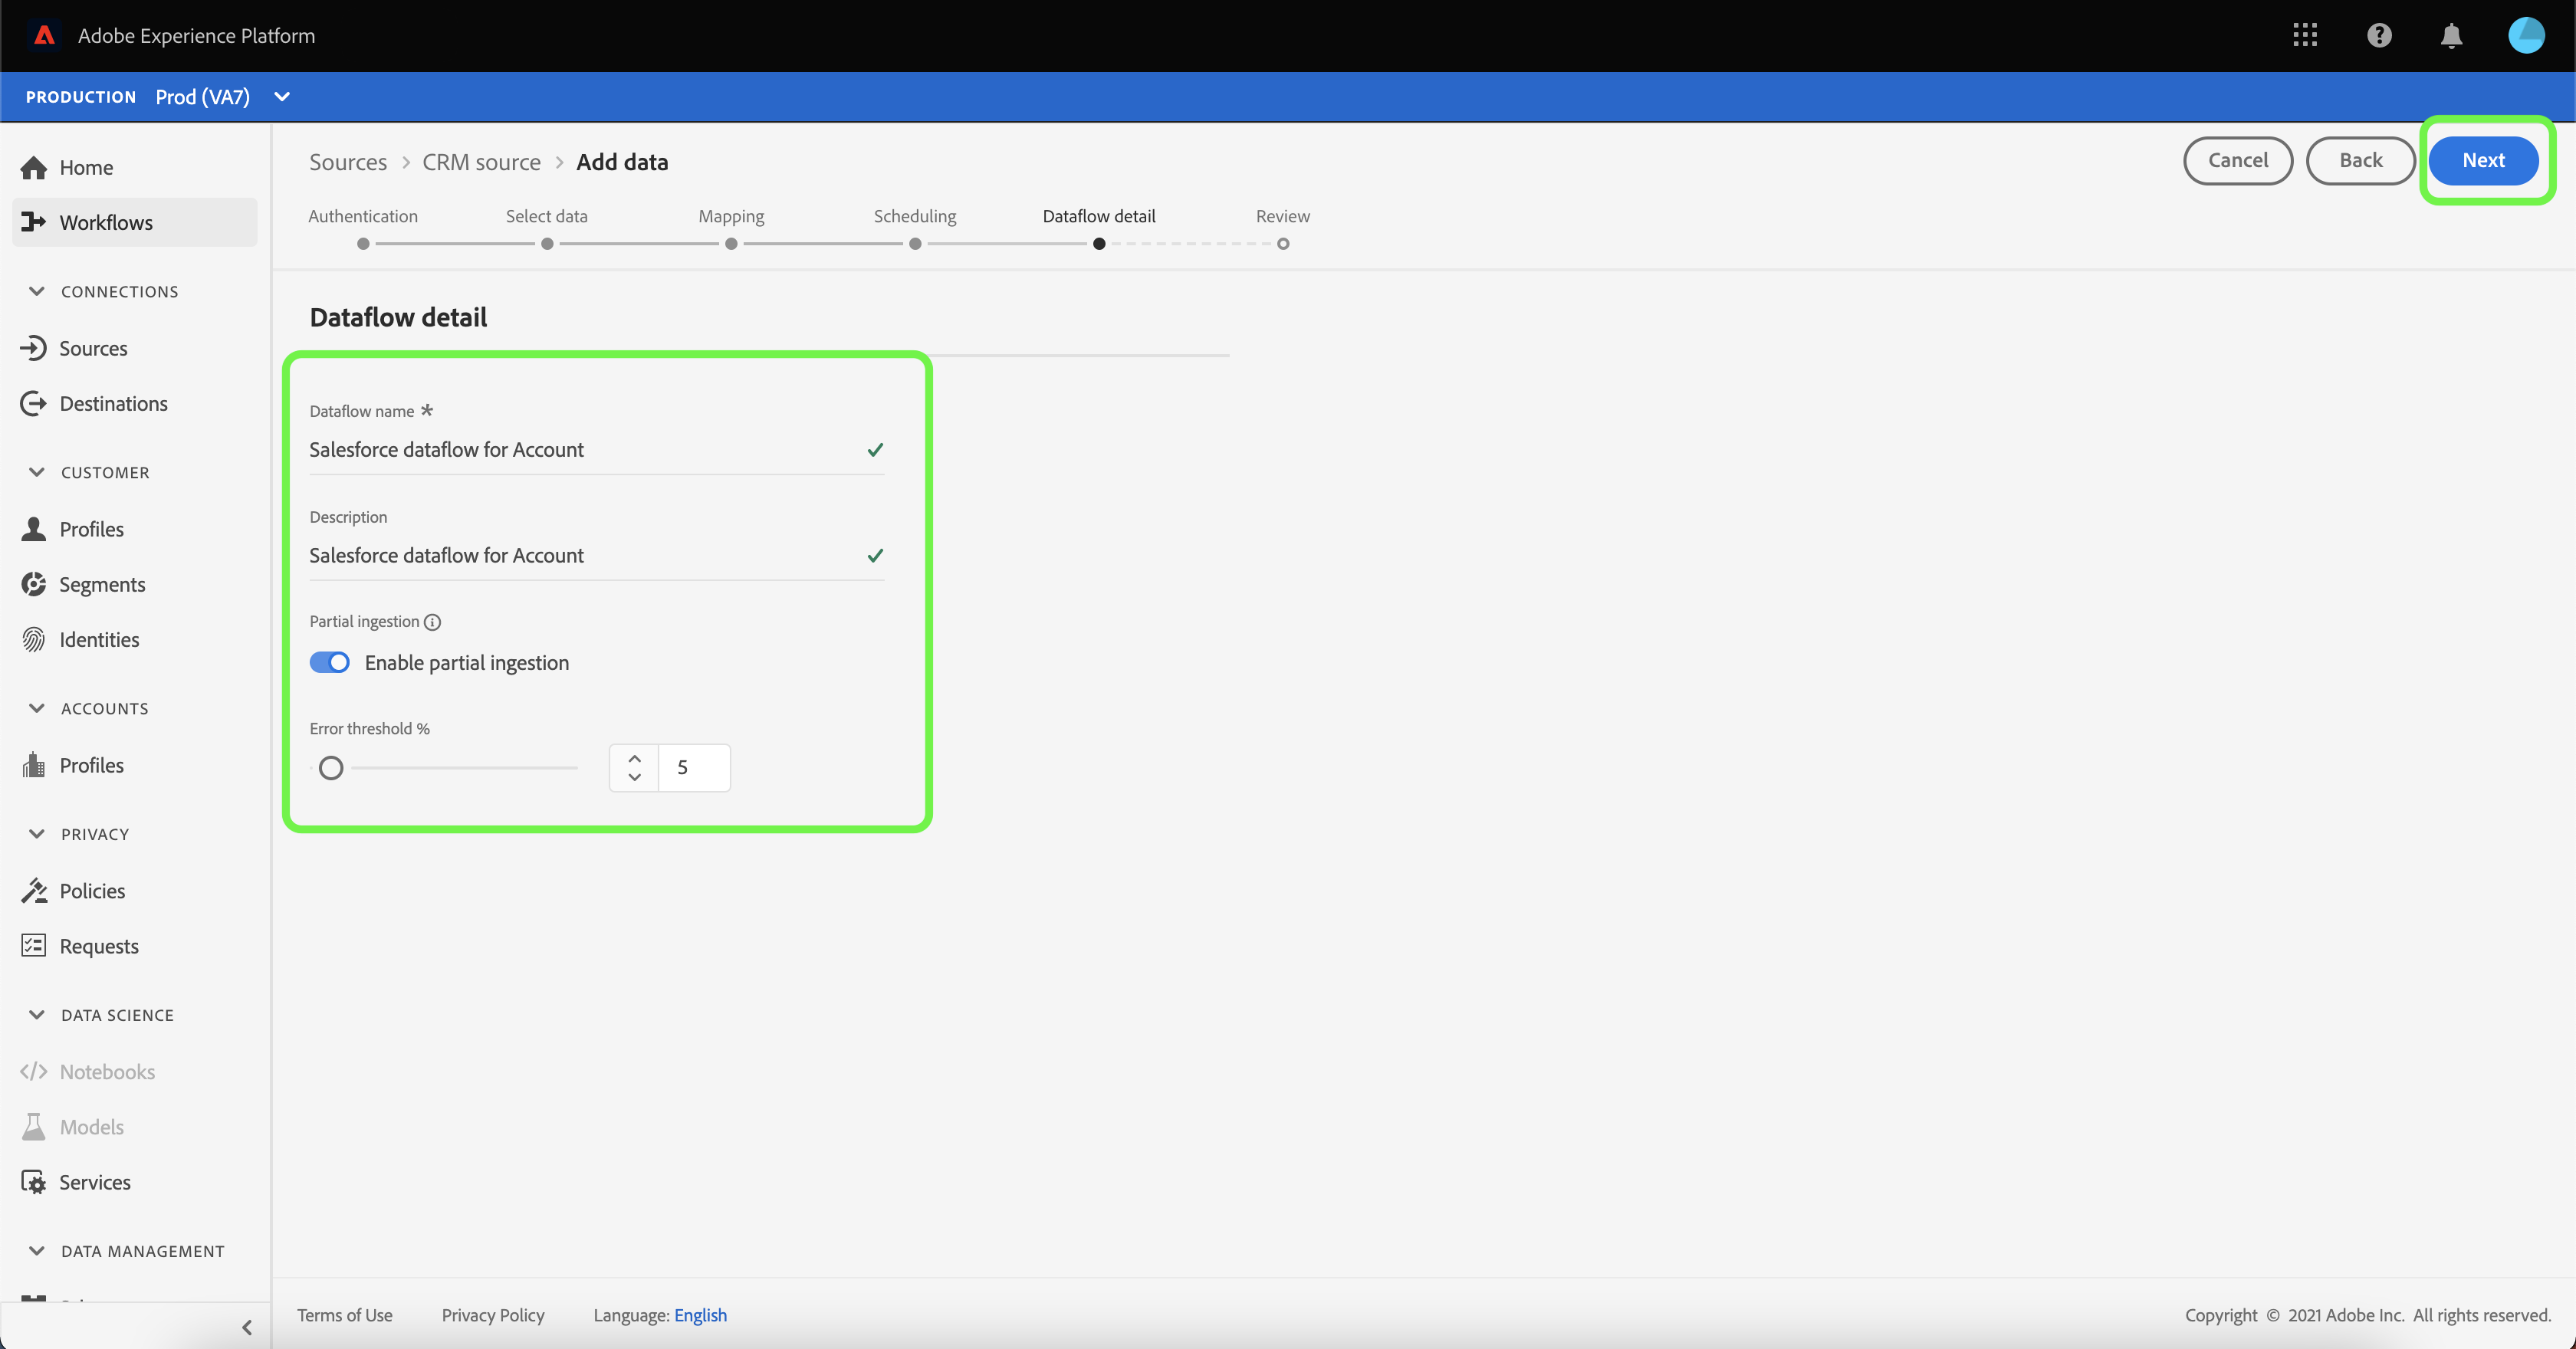 Adobe Experience Platform
PRODUCTION Prod (VA7)
Home
Workflows
CONNECTIONS
Sources
Destinations
CUSTOMER
Profiles
Segments
Identities
ACCOUNTS
Profiles
PRIVACY
Policies
Requests
DATA SCIENCE
Notebooks
Models
Services
DATA MANAGEMENT
Sources > CRM source > Add data
Cancel
Back
Next
Authentication
Select data
Mapping
Scheduling
Dataflow detail
Review
Dataflow detail
Dataflow name *
Salesforce dataflow for Account
Description
Salesforce dataflow for Account
Partial ingestion
Enable partial ingestion
Error threshold %
5
Terms of Use
Privacy Policy
Language: English
Copyright © 2021 Adobe Inc. All rights reserved.